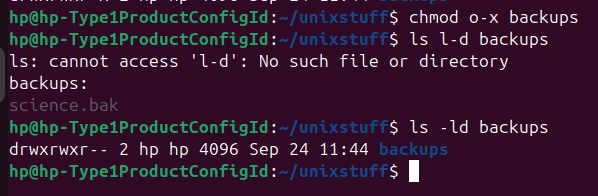 hp@hp-Type1ProductConfigId:~/unixstuff$ chmod o-x backups
hp@hp-Type1ProductConfigId:~/unixstuff$ ls l-d backups
ls: cannot access 'l-d': No such file or directory
backups:
science.bak
hp@hp-Type1ProductConfigId:~/unixstuff$ ls -ld backups
drwxrwxr-- 2 hp hp 4096 Sep 24 11:44 backups
hp@hp-Type1ProductConfigId:~/unixstuff$